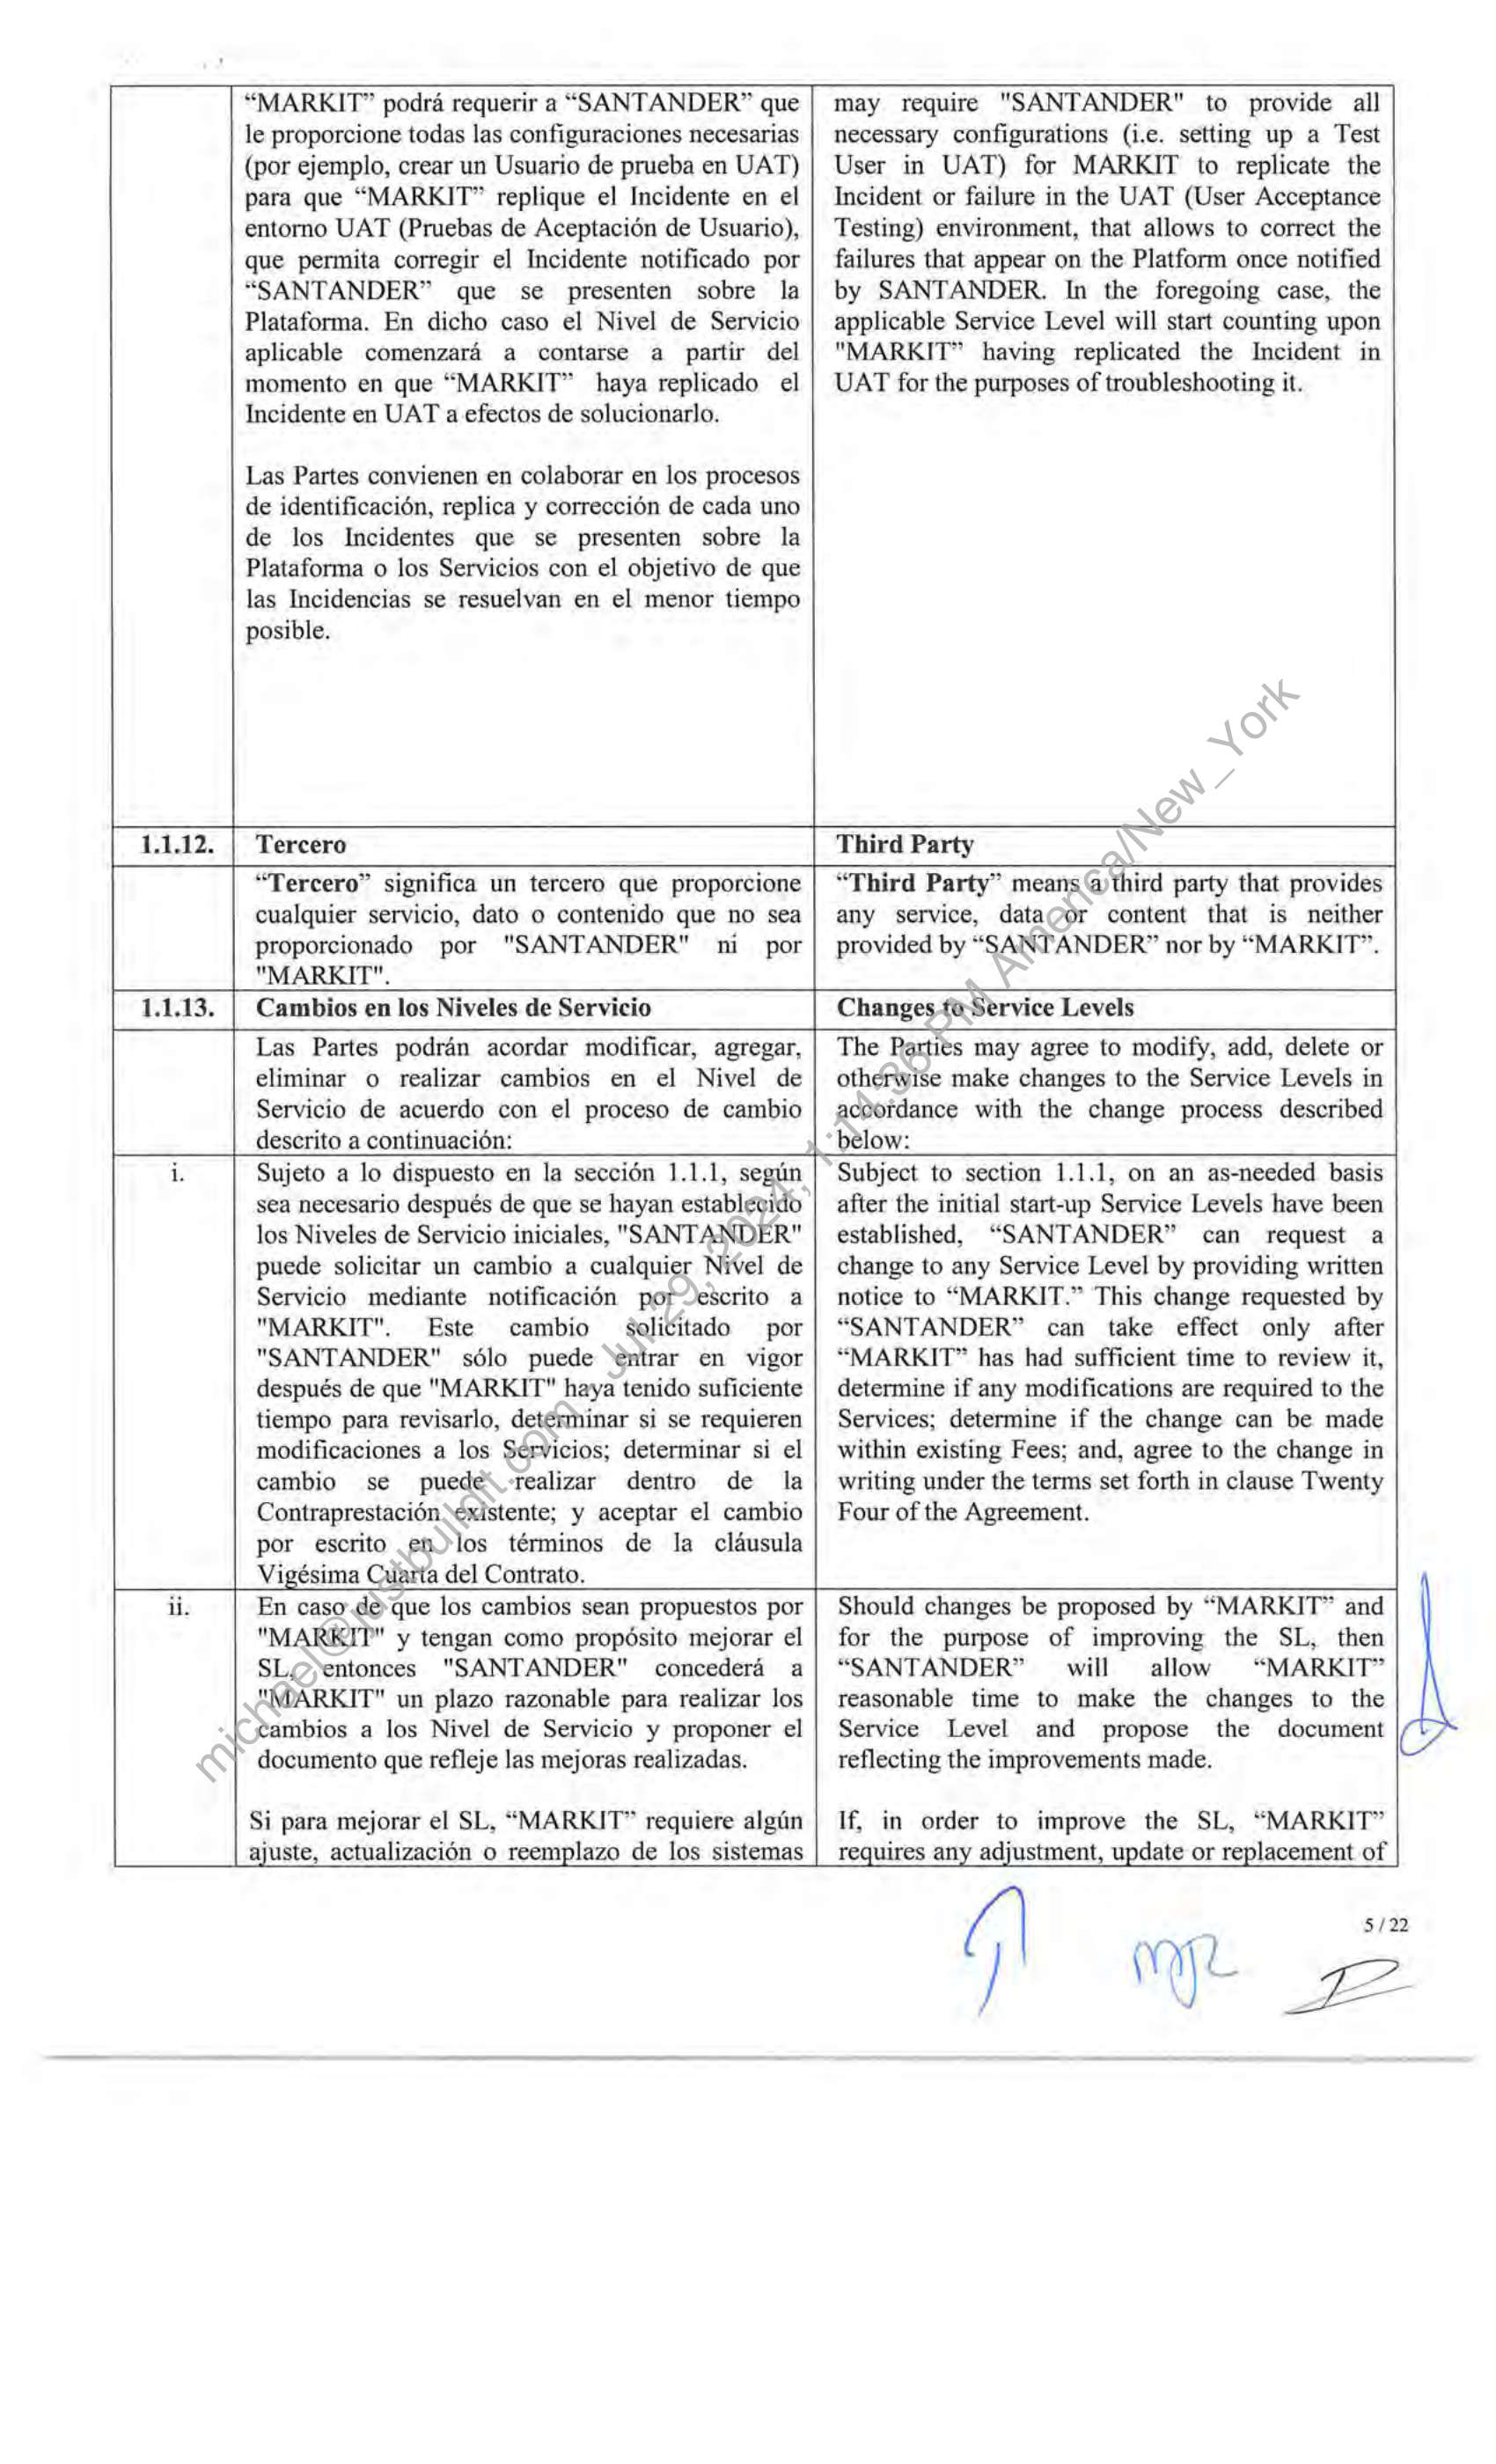 “MARKIT” podrá requerir a “SANTANDER” que
le proporcione todas las configuraciones necesarias
(por ejemplo, crear un Usuario de prueba en UAT)
para que “MARKIT” replique el Incidente en el
entorno UAT (Pruebas de Aceptación de Usuario),
que permita corregir el Incidente notificado por
“SANTANDER” que se presenten sobre la
Plataforma. En dicho caso el Nivel de Servicio
aplicable comenzará a contarse a partir del
momento en que “MARKIT” haya replicado el
Incidente en UAT a efectos de solucionarlo.
Las Partes convienen en colaborar en los procesos
de identificación, replica y corrección de cada uno
de los Incidentes que se presenten sobre la
Plataforma o los Servicios con el objetivo de que
las Incidencias se resuelvan en el menor tiempo
posible.
may require "SANTANDER" to provide all
necessary configurations (i.e. setting up a Test
User in UAT) for MARKIT to replicate the
Incident or failure in the UAT (User Acceptance
Testing) environment, that allows to correct the
failures that appear on the Platform once notified
by SANTANDER. In the foregoing case, the
applicable Service Level will start counting upon
"MARKIT” having replicated the Incident in
UAT for the purposes of troubleshooting it.
1.1.12.
Tercero
Third Party
“Tercero” significa un tercero que proporcione
cualquier servicio, dato o contenido que no sea
proporcionado por "SANTANDER" ni por
"MARKIT".
“Third Party” means a third party that provides
any service, data or content that is neither
provided by “SANTANDER” nor by “MARKIT”.
1.1.13.
Cambios en los Niveles de Servicio
Changes to Service Levels
Las Partes podrán acordar modificar, agregar,
eliminar o realizar cambios en el Nivel de
Servicio de acuerdo con el proceso de cambio
descrito a continuación:
The Parties may agree to modify, add, delete or
otherwise make changes to the Service Levels in
accordance with the change process described
below:
i.
Sujeto a lo dispuesto en la sección 1.1.1, según
sea necesario después de que se hayan establecido
los Niveles de Servicio iniciales, "SANTANDER"
puede solicitar un cambio a cualquier Nivel de
Servicio mediante notificación por escrito a
"MARKIT". Este cambio solicitado por
"SANTANDER" sólo puede entrar en vigor
después de que "MARKIT" haya tenido suficiente
tiempo para revisarlo, determinar si se requieren
modificaciones a los Servicios; determinar si el
cambio se puede realizar dentro de la
Contraprestación existente; y aceptar el cambio
por escrito en los términos de la cláusula
Vigésima Cuarta del Contrato.
Subject to section 1.1.1, on an as-needed basis
after the initial start-up Service Levels have been
established, “SANTANDER” can request a
change to any Service Level by providing written
notice to “MARKIT.” This change requested by
“SANTANDER” can take effect only after
“MARKIT” has had sufficient time to review it,
determine if any modifications are required to the
Services; determine if the change can be made
within existing Fees; and, agree to the change in
writing under the terms set forth in clause Twenty
Four of the Agreement.
ii.
En caso de que los cambios sean propuestos por
"MARKIT" y tengan como propósito mejorar el
SL, entonces "SANTANDER" concederá a
"MARKIT" un plazo razonable para realizar los
cambios a los Nivel de Servicio y proponer el
documento que refleje las mejoras realizadas.
Si para mejorar el SL, “MARKIT” requiere algún
ajuste, actualización o reemplazo de los sistemas
Should changes be proposed by “MARKIT” and
for the purpose of improving the SL, then
“SANTANDER” will allow “MARKIT”
reasonable time to make the changes to the
Service Level and propose the document
reflecting the improvements made.
If, in order to improve the SL, “MARKIT”
requires any adjustment, update or replacement of
5 / 22
michael@justbuildit.com, Jul 29, 2024, 1:14:36 PM America/New_York